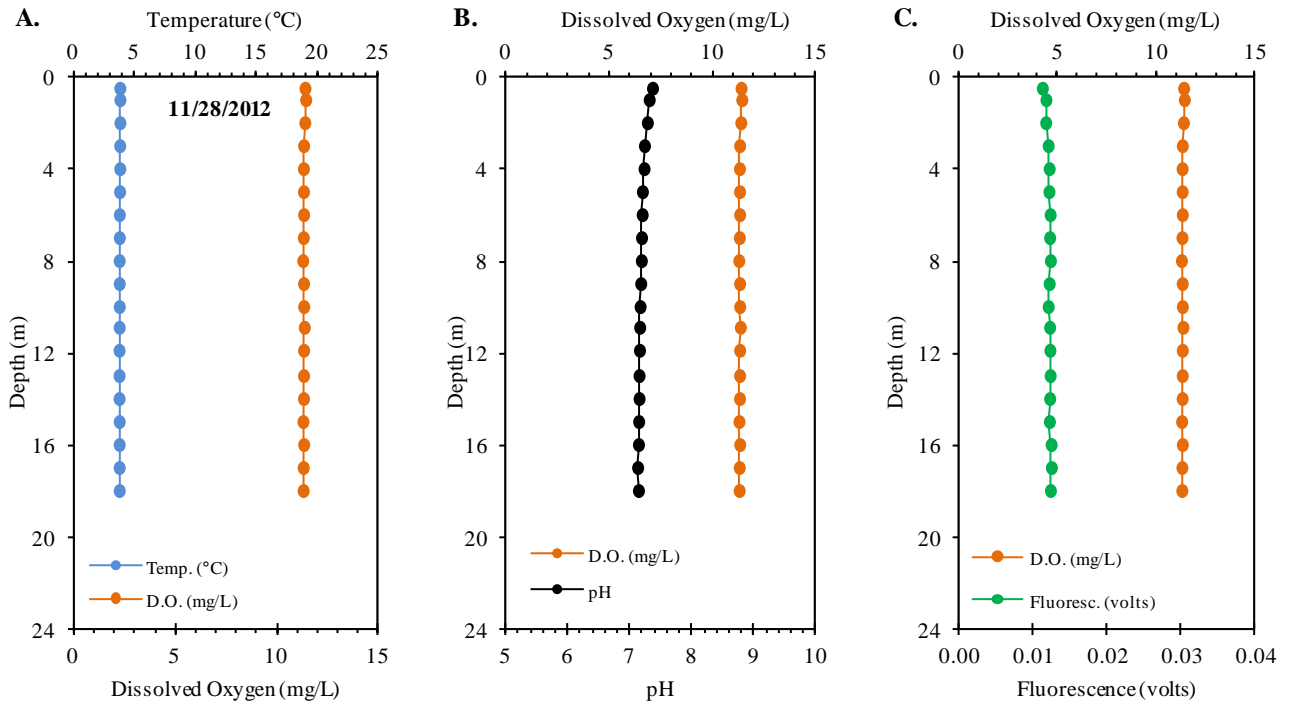 A.
Temperature (°C)
0 5 10 15 20 25
0
4
8
12
16
20
24
Depth (m)
11/28/2012
Temp. (°C)
D.O. (mg/L)
0 5 10 15
Dissolved Oxygen (mg/L)
B.
Dissolved Oxygen (mg/L)
0 5 10 15
0
4
8
12
16
20
24
Depth (m)
D.O. (mg/L)
pH
5 6 7 8 9 10
pH
C.
Dissolved Oxygen (mg/L)
0 5 10 15
0
4
8
12
16
20
24
Depth (m)
D.O. (mg/L)
Fluoresc. (volts)
0.00 0.01 0.02 0.03 0.04
Fluorescence (volts)